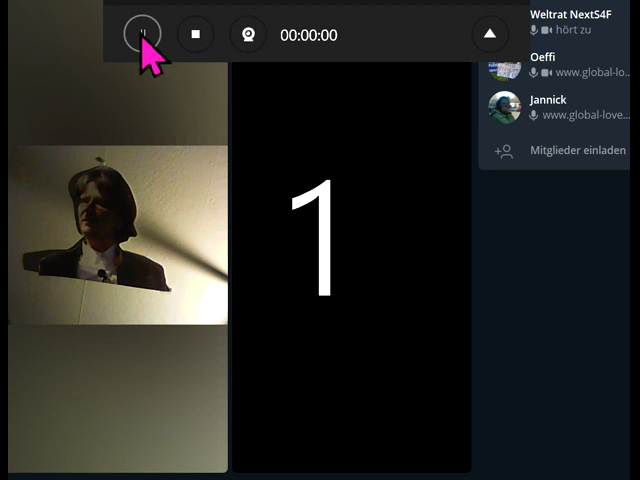 00:00:00
Weltrat NextS4F
hört zu
Oeffi
www.global-lo...
Jannick
www.global-love...
Mitglieder einladen
1